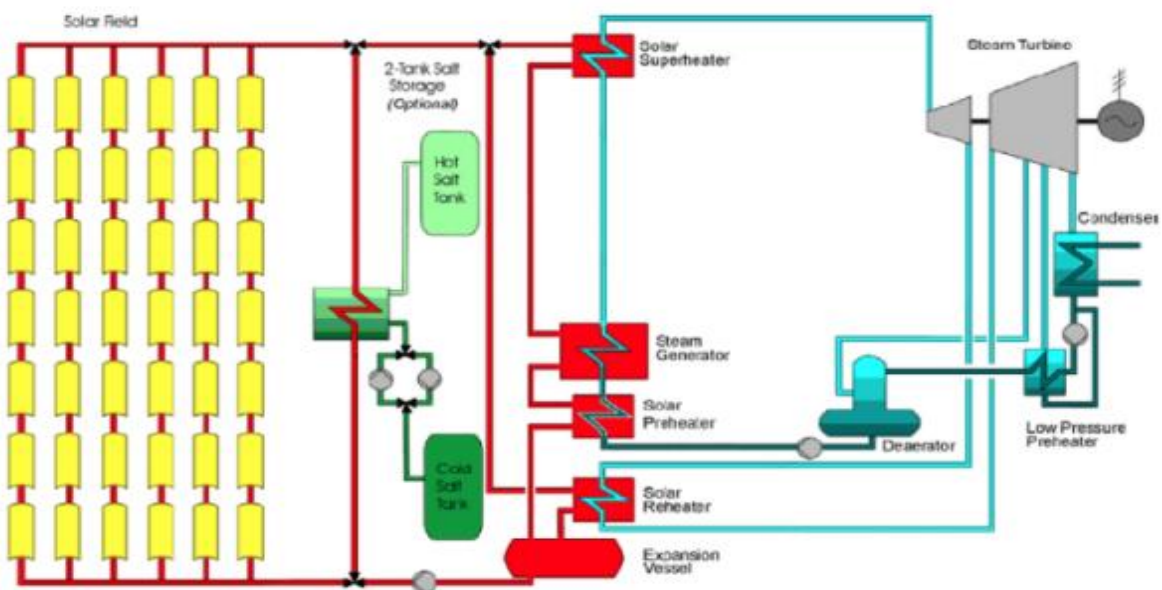 Solar Field
2-Tank Salt
Storage
(Optional)
Hot
Salt
Tank
Cold
Salt
Tank
Solar
Superheater
Steam
Generator
Solar
Preheater
Solar
Reheater
Expansion
Vessel
Steam Turbine
Condenser
Low Pressure
Preheater
Deaerator